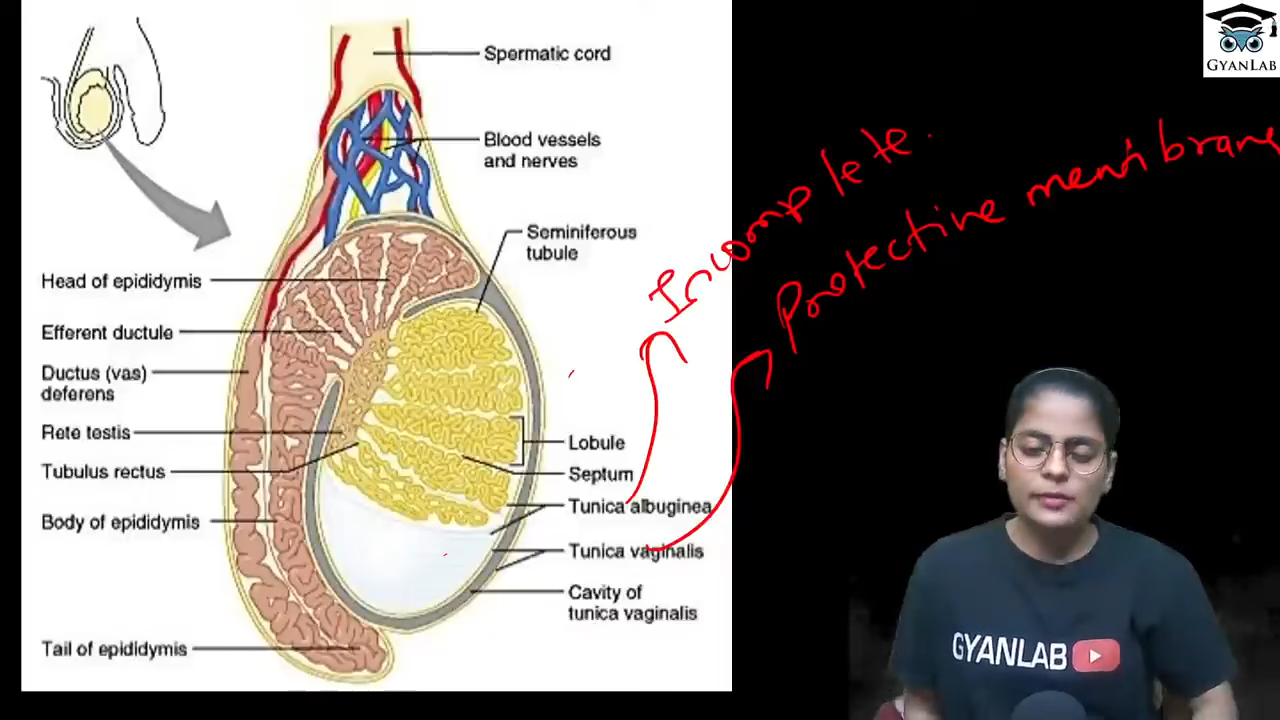 Spermatic cord
Blood vessels
and nerves
Seminiferous
tubule
Head of epididymis
Efferent ductule
Ductus (vas)
deferens
Rete testis
Tubulus rectus
Body of epididymis
Tail of epididymis
Lobule
Septum
Tunica albuginea
Tunica vaginalis
Cavity of
tunica vaginalis
Incomplete.
Protective membrane
GYANLAB
GYANLAB